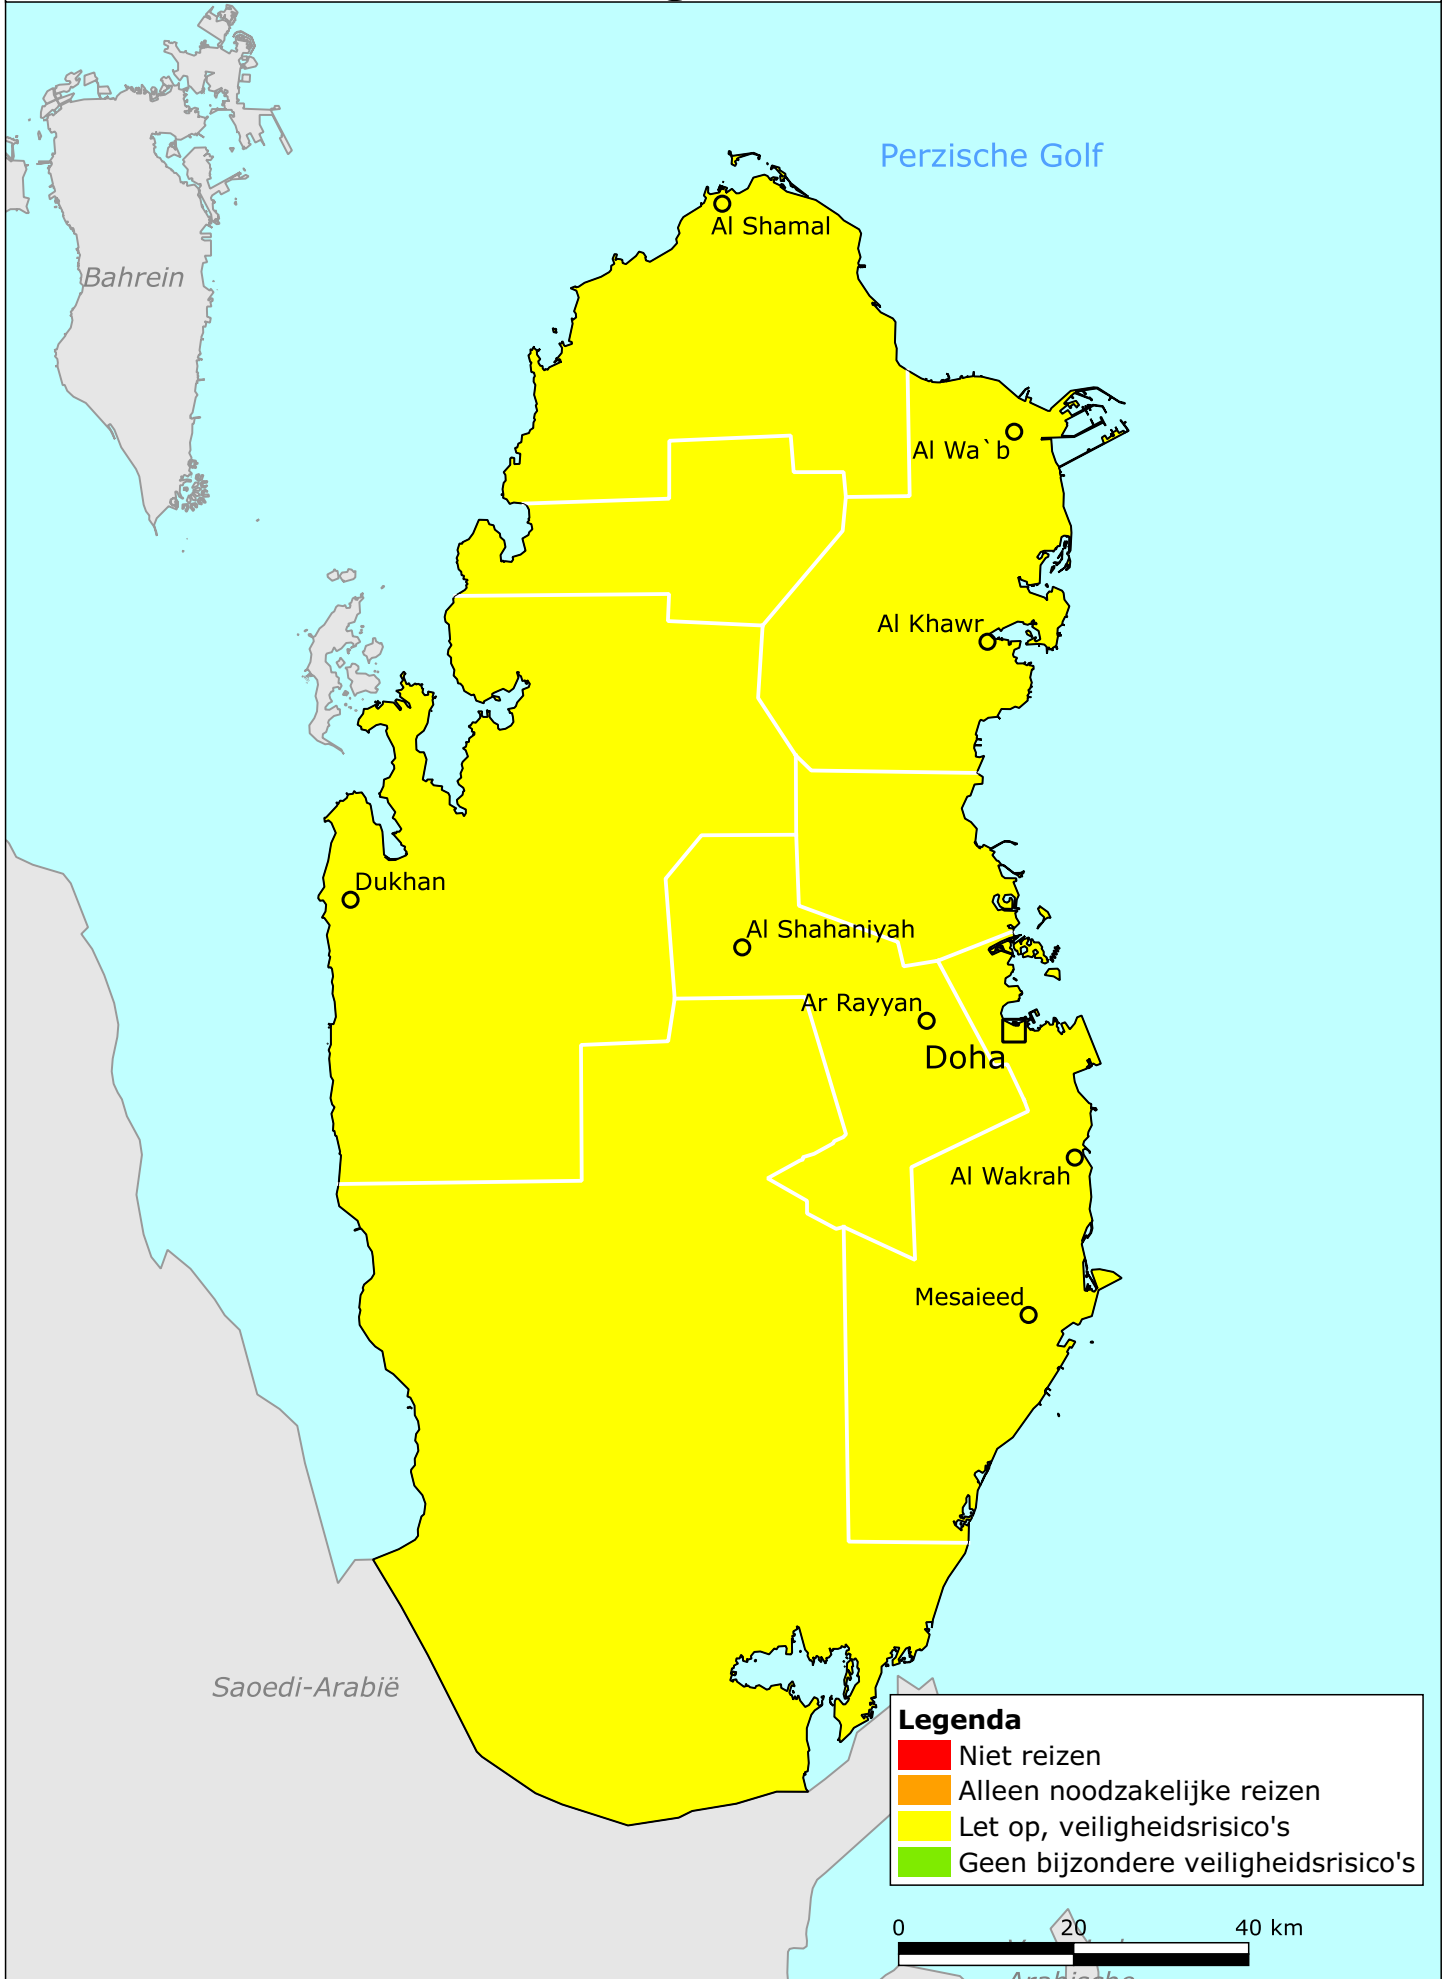 Perzische Golf
Al Shamal
Bahrein
Al Wa`b
Al Khawr
Dukhan
Al Shahaniyah
Ar Rayyan
Doha
Al Wakrah
Mesaieed
Saoedi-Arabië
Legenda
Niet reizen
Alleen noodzakelijke reizen
Let op, veiligheidsrisico's
Geen bijzondere veiligheidsrisico's
0 20 40 km
Arabische